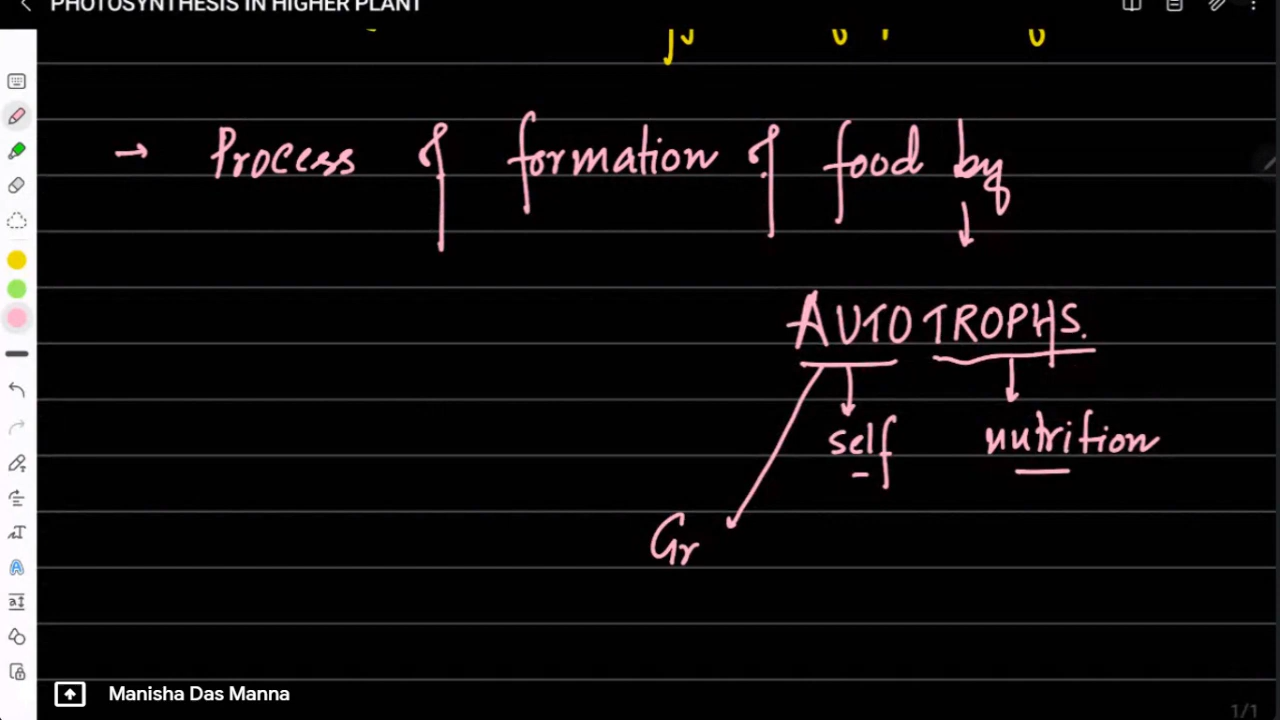 PHOTOSYNTHESIS IN HIGHER PLANT
→ Process of formation of food by
AUTOTROPHS.
self nutrition
Gr
Manisha Das Manna
1/1